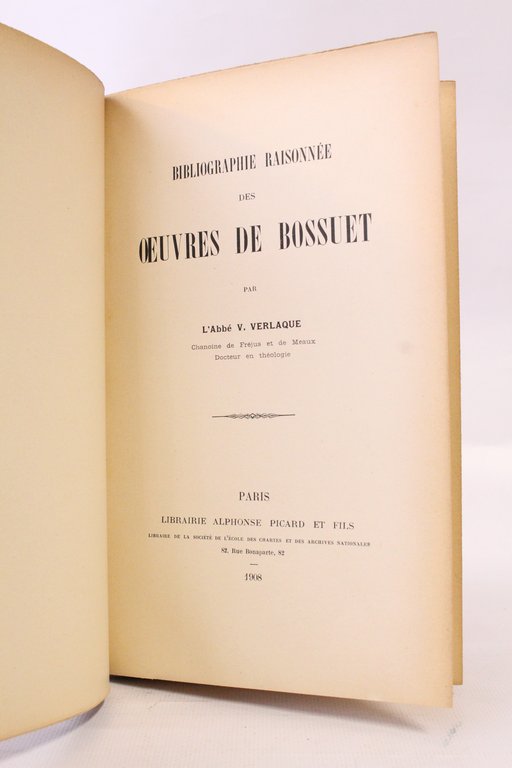 BIBLIOGRAPHIE RAISONNÉE
DES
ŒUVRES DE BOSSUET
PAR
L'Abbé V. VERLAQUE
Chanoine de Fréjus et de Meaux
Docteur en théologie
PARIS
LIBRAIRIE ALPHONSE PICARD ET FILS
LIBRAIRE DE LA SOCIÉTÉ DE L'ÉCOLE DES CHARTES ET DES ARCHIVES NATIONALES
82, Rue Bonaparte, 82
1908